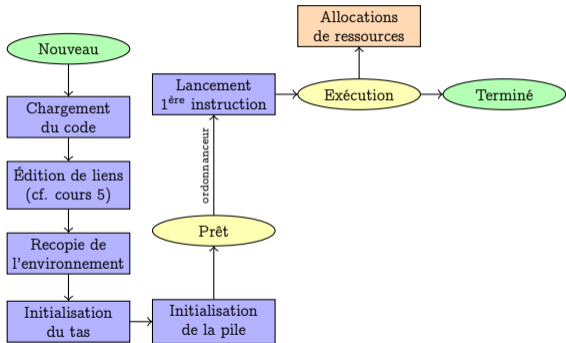 Nouveau
Chargement
du code
Édition de liens
(cf. cours 5)
Recopie de
l'environnement
Initialisation
du tas
Initialisation
de la pile
Prêt
ordonnanceur
Lancement
1ère instruction
Exécution
Allocations
de ressources
Terminé